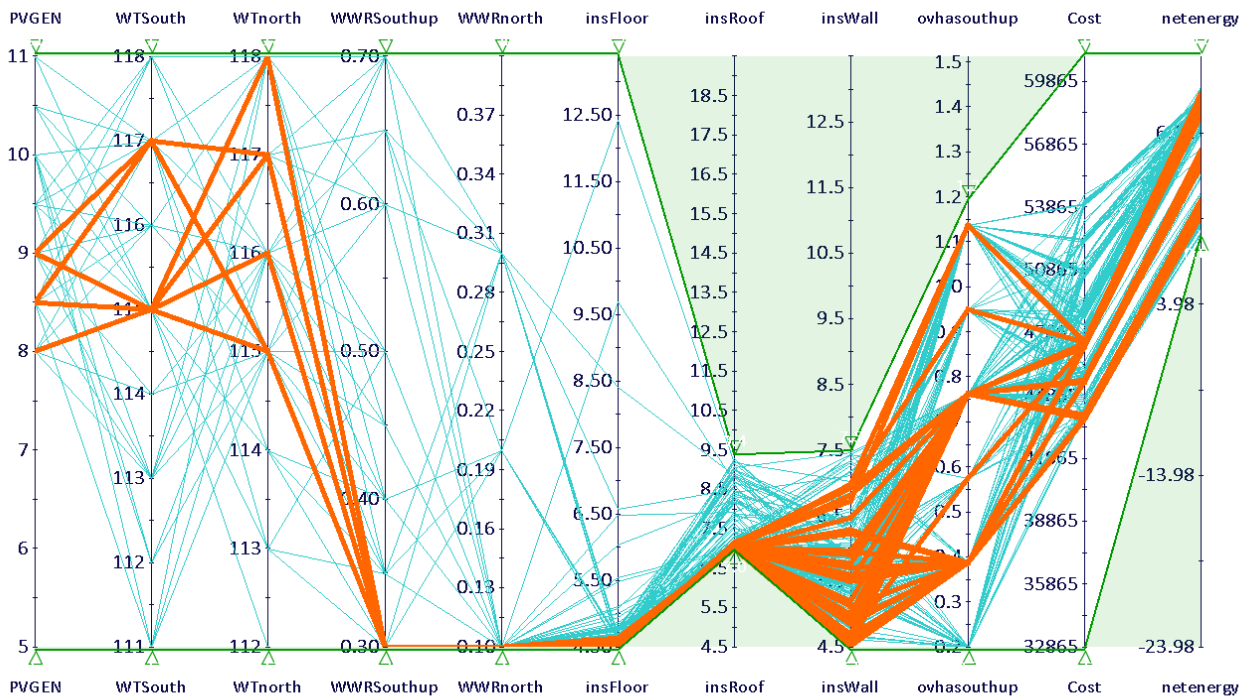 PVGEN WTSouth WTnorth WWRSouthup WWRnorth insFloor insRoof insWall ovhasouthup Cost netenergy
11 118 118 0.70 1.5
59865
18.5
0.37 12.50 12.5 1.4
17.5
10 117 117 56865
16.5 1.3
0.34 11.50 11.5
0.60 15.5 1.2 53865
116 0.31 10.50 14.5 10.5 1.1
9 116 50865
13.5
0.28 9.50 9.5 -3.98
12.5
8 115 0.50 0.25 11.5
8.50 8.5 0.8
114 0.22 10.5
7 114 0.19 7.50 9.5 7.5
0.6
113 -13.98
0.40 8.5
6.50 0.5
0.16 7.5 38865
6 113
112 0.13 5.50 35865
5.5 0.3
5 111 112 0.30 0.10 4.5 4.5 0.2 32865 -23.98
PVGEN WTSouth WTnorth WWRSouthup WWRnorth insFloor insRoof insWall ovhasouthup Cost netenergy